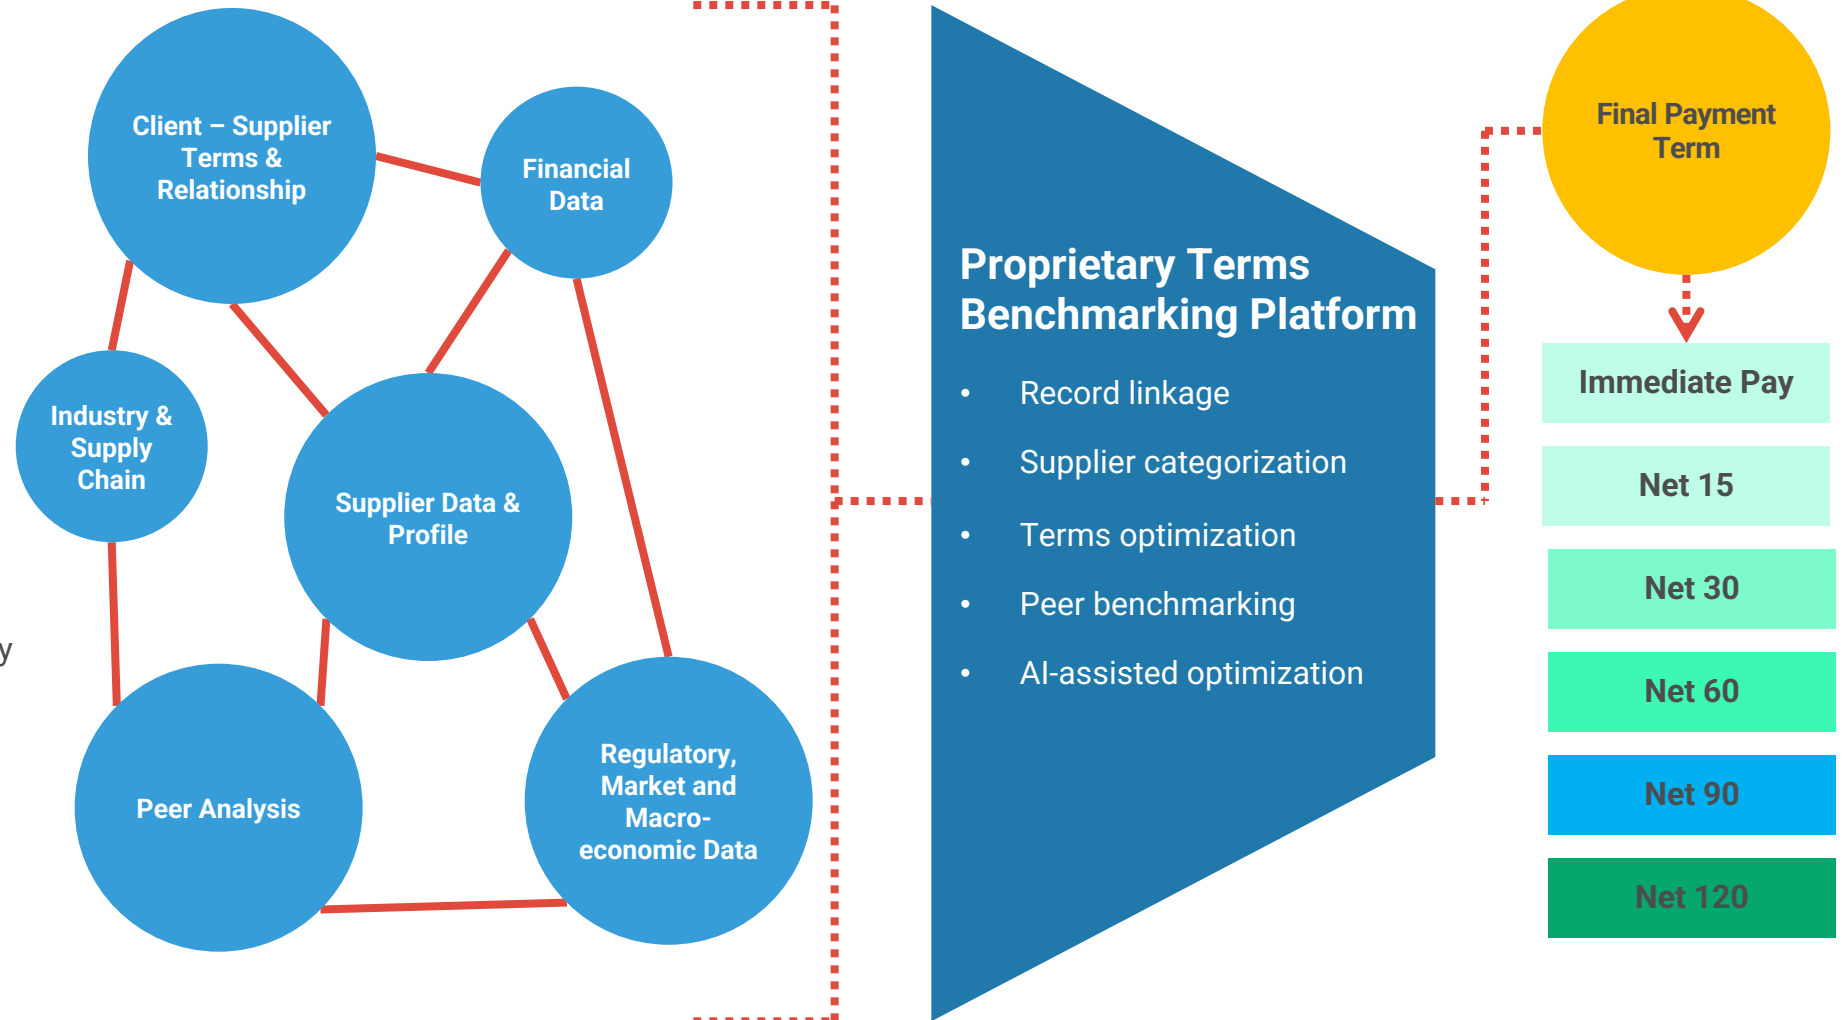 Client – Supplier
Terms &
Relationship
Financial
Data
Industry &
Supply
Chain
Supplier Data &
Profile
y
Peer Analysis
Regulatory,
Market and
Macro-
economic Data
Proprietary Terms
Benchmarking Platform
• Record linkage
• Supplier categorization
• Terms optimization
• Peer benchmarking
• AI-assisted optimization
Final Payment
Term
Immediate Pay
Net 15
Net 30
Net 60
Net 90
Net 120